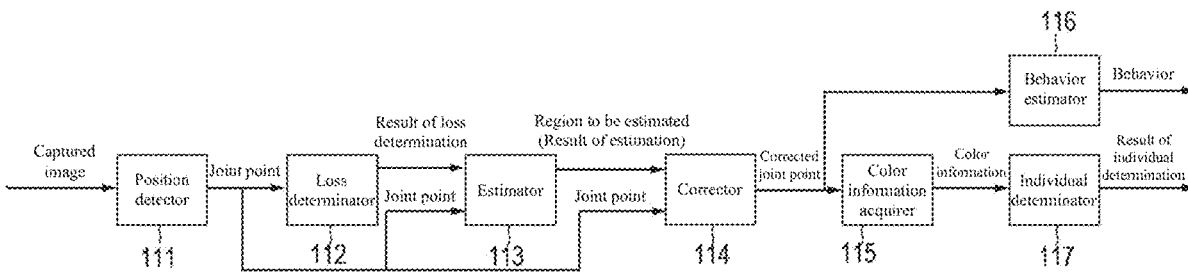 116
Behavior
estimator
Behavior
Captured
image
Position
detector
111
Joint point
Loss
determinator
112
Result of loss
determination
Joint point
Estimator
113
Region to be estimated
(Result of estimation)
Joint point
Corrector
114
Corrected
joint point
Color
information
acquirer
115
Color
information
Individual
determinator
117
Result of
individual
determination